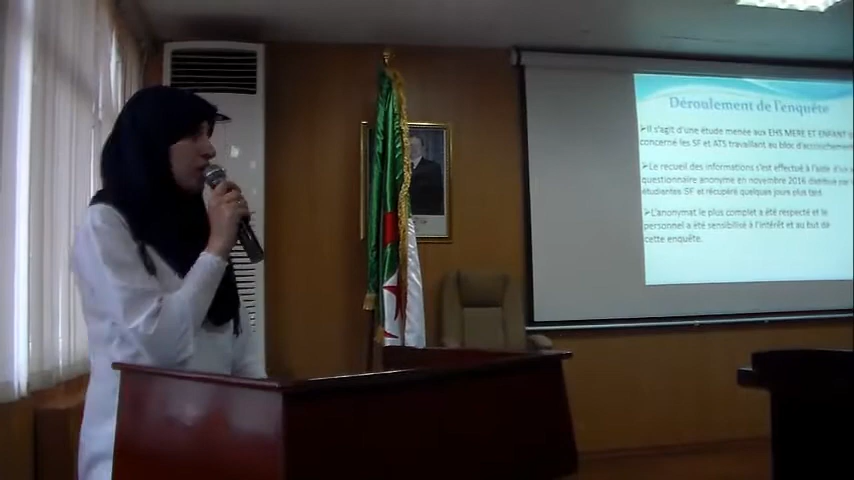 Déroulement de l'enquête
➢Il s'agit d'une étude menée aux EHS MERE ET ENFANT
concerné les SF et ATS travaillant au bloc d'accouchement.
➢Le recueil des informations s'est effectué à l'aide d'un
questionnaire anonyme en novembre 2016 distribué par
étudiantes SF et récupéré quelques jours plus tard.
➢L'anonymat le plus complet a été respecté et le
personnel a été sensibilisé à l'intérêt et au but de
cette enquête.